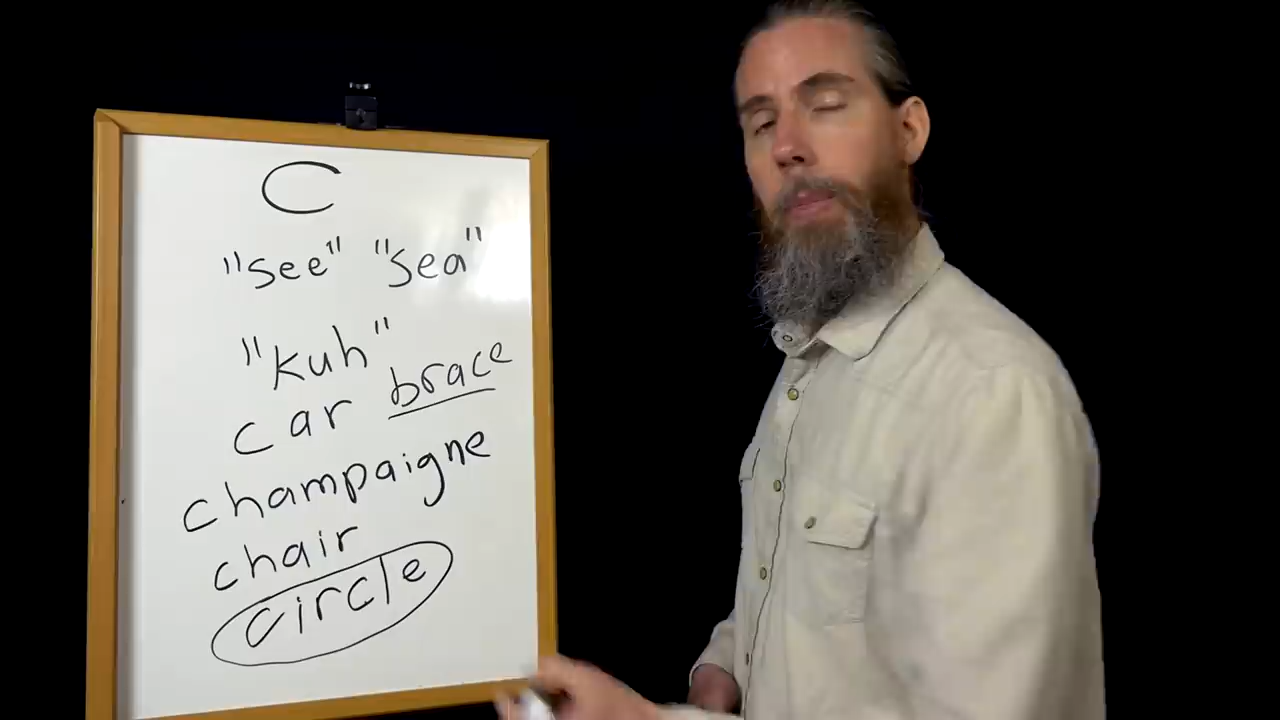 C
"see" "sea"
"kuh"
car brace
champaigne
chair
circle